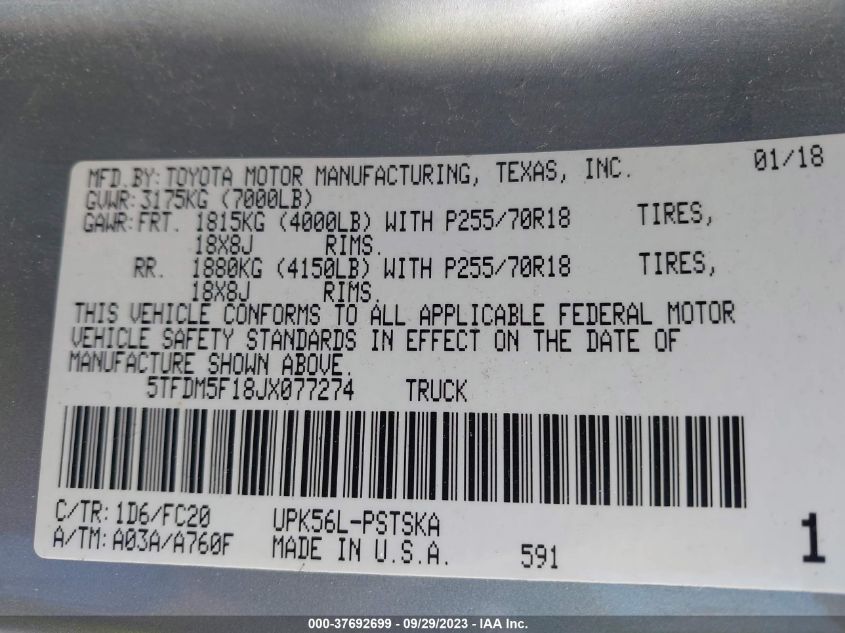 MFD.BY: TOYOTA MOTOR MANUFACTURING, TEXAS, INC. 01/18
GVWR: 3175KG (7000LB)
GAWR: FRT. 1815KG (4000LB) WITH P255/70R18 TIRES,
18X8J RIMS.
RR. 1880KG (4150LB) WITH P255/70R18 TIRES,
18X8J RIMS.
THIS VEHICLE CONFORMS TO ALL APPLICABLE FEDERAL MOTOR
VEHICLE SAFETY STANDARDS IN EFFECT ON THE DATE OF
MANUFACTURE SHOWN ABOVE.
5TFDM5F18JX077274 TRUCK
C/TR: 1D6/FC20 UPK56L-PSTSKA
A/TM: A03A/A760F MADE IN U.S.A. 591 1
000-37692699 - 09/29/2023 - IAA Inc.